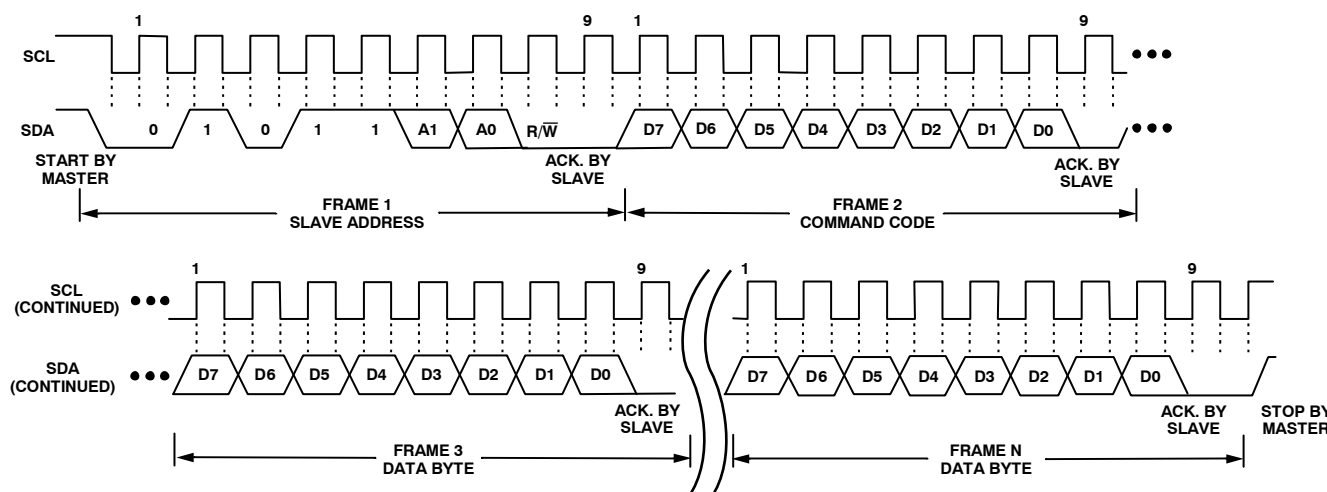 1 9 1 9
SCL
SDA 0 1 0 1 1 A1 A0 R/W̅ D7 D6 D5 D4 D3 D2 D1 D0
START BY
MASTER
ACK. BY
SLAVE
ACK. BY
SLAVE
FRAME 1
SLAVE ADDRESS
FRAME 2
COMMAND CODE
1 9 1 9
SCL
(CONTINUED)
SDA
(CONTINUED)
D7 D6 D5 D4 D3 D2 D1 D0 D7 D6 D5 D4 D3 D2 D1 D0
ACK. BY
SLAVE
ACK. BY
SLAVE
STOP BY
MASTER
FRAME 3
DATA BYTE
FRAME N
DATA BYTE